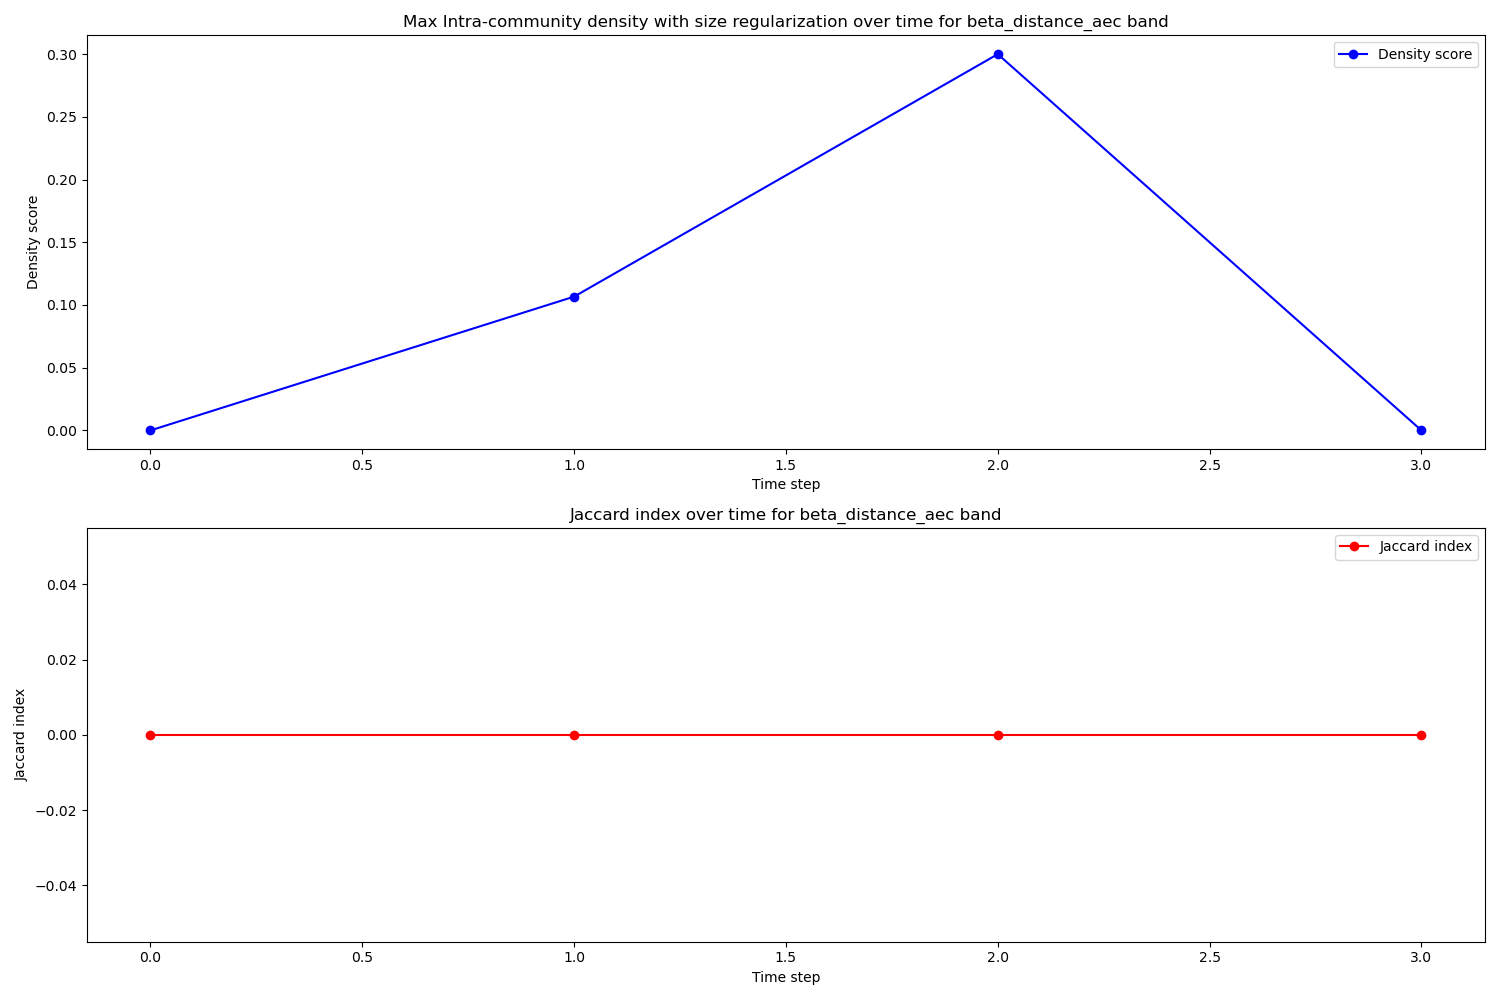 Max Intra-community density with size regularization over time for beta_distance_aec band
Density score
0.30
0.25
0.20
0.15
0.10
0.05
0.00
Density score
0.0 0.5 1.0 1.5 2.0 2.5 3.0
Time step
Jaccard index over time for beta_distance_aec band
Jaccard index
0.04
0.02
0.00
−0.02
−0.04
Jaccard index
0.0 0.5 1.0 1.5 2.0 2.5 3.0
Time step